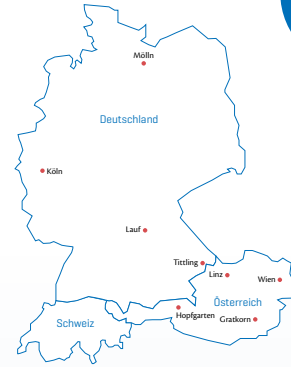 Mölln
Deutschland
Köln
Lauf
Tittling
Linz
Wien
Österreich
Hopfgarten
Gratkorn
Schweiz